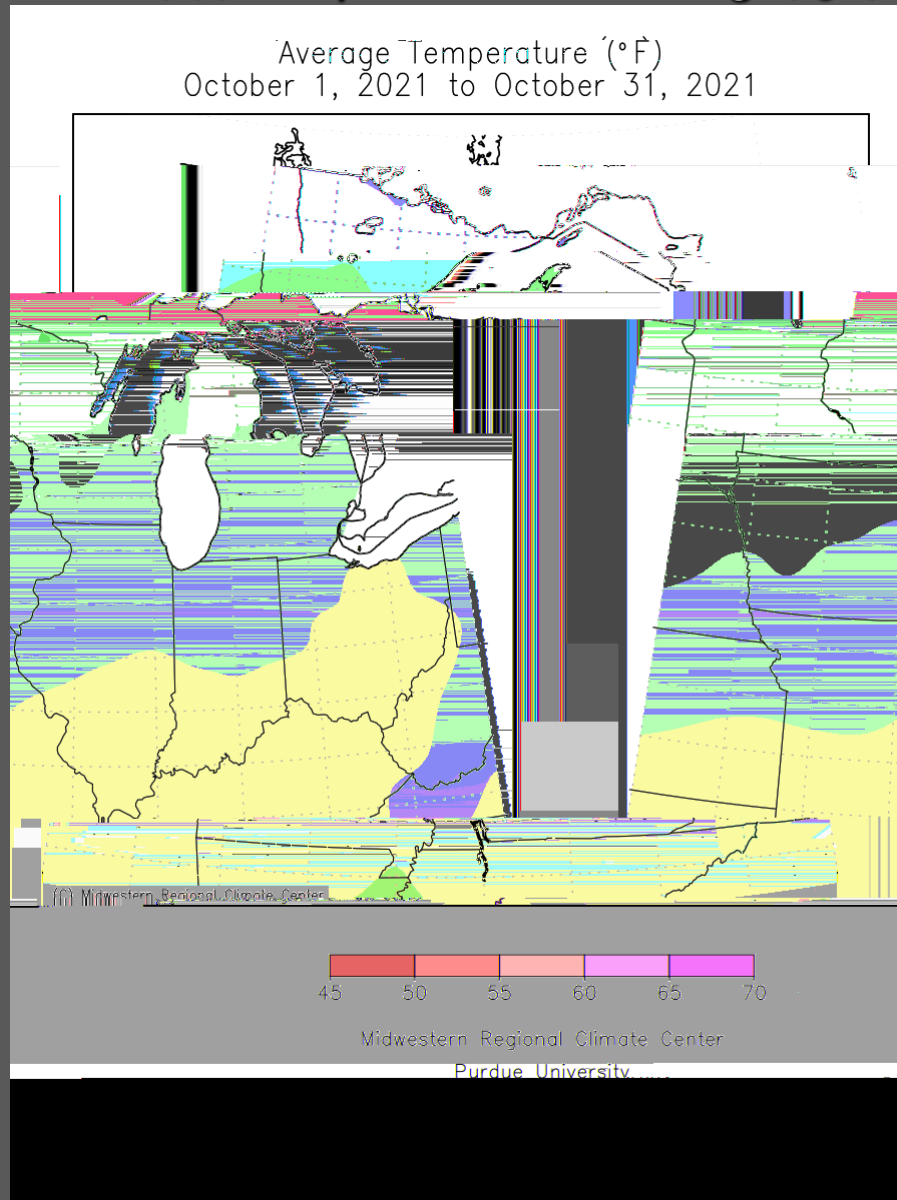 Average Temperature (°F)
October 1, 2021 to October 31, 2021
(C) Midwestern Regional Climate Center
45 50 55 60 65 70
Midwestern Regional Climate Center
Purdue University